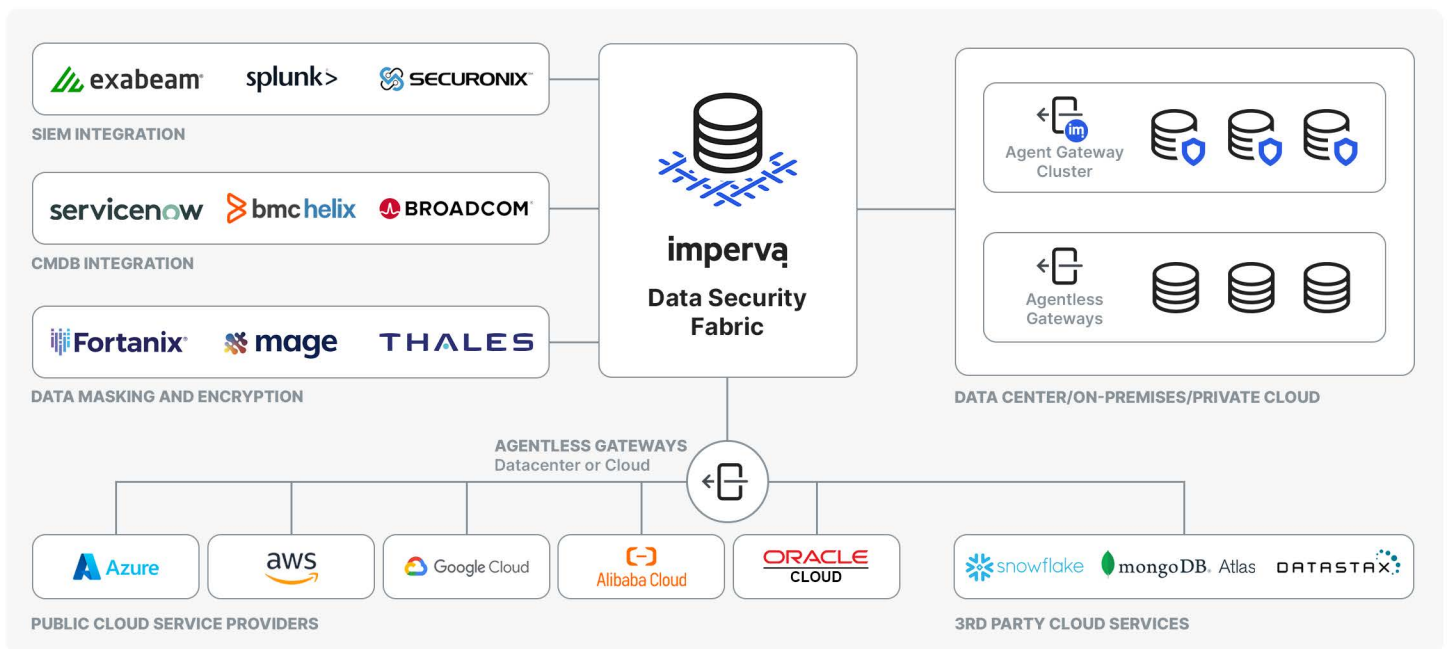 exabeam
splunk>
SECURONIX
SIEM INTEGRATION
servicenow
bmc helix
BROADCOM
CMDB INTEGRATION
Fortanix
mage
THALES
DATA MASKING AND ENCRYPTION
imperva
Data Security
Fabric
im
Agent Gateway
Cluster
Agentless
Gateways
DATA CENTER/ON-PREMISES/PRIVATE CLOUD
AGENTLESS GATEWAYS
Datacenter or Cloud
Azure
aws
Google Cloud
Alibaba Cloud
ORACLE
CLOUD
PUBLIC CLOUD SERVICE PROVIDERS
snowflake
mongoDB. Atlas
DATASTAX
3RD PARTY CLOUD SERVICES